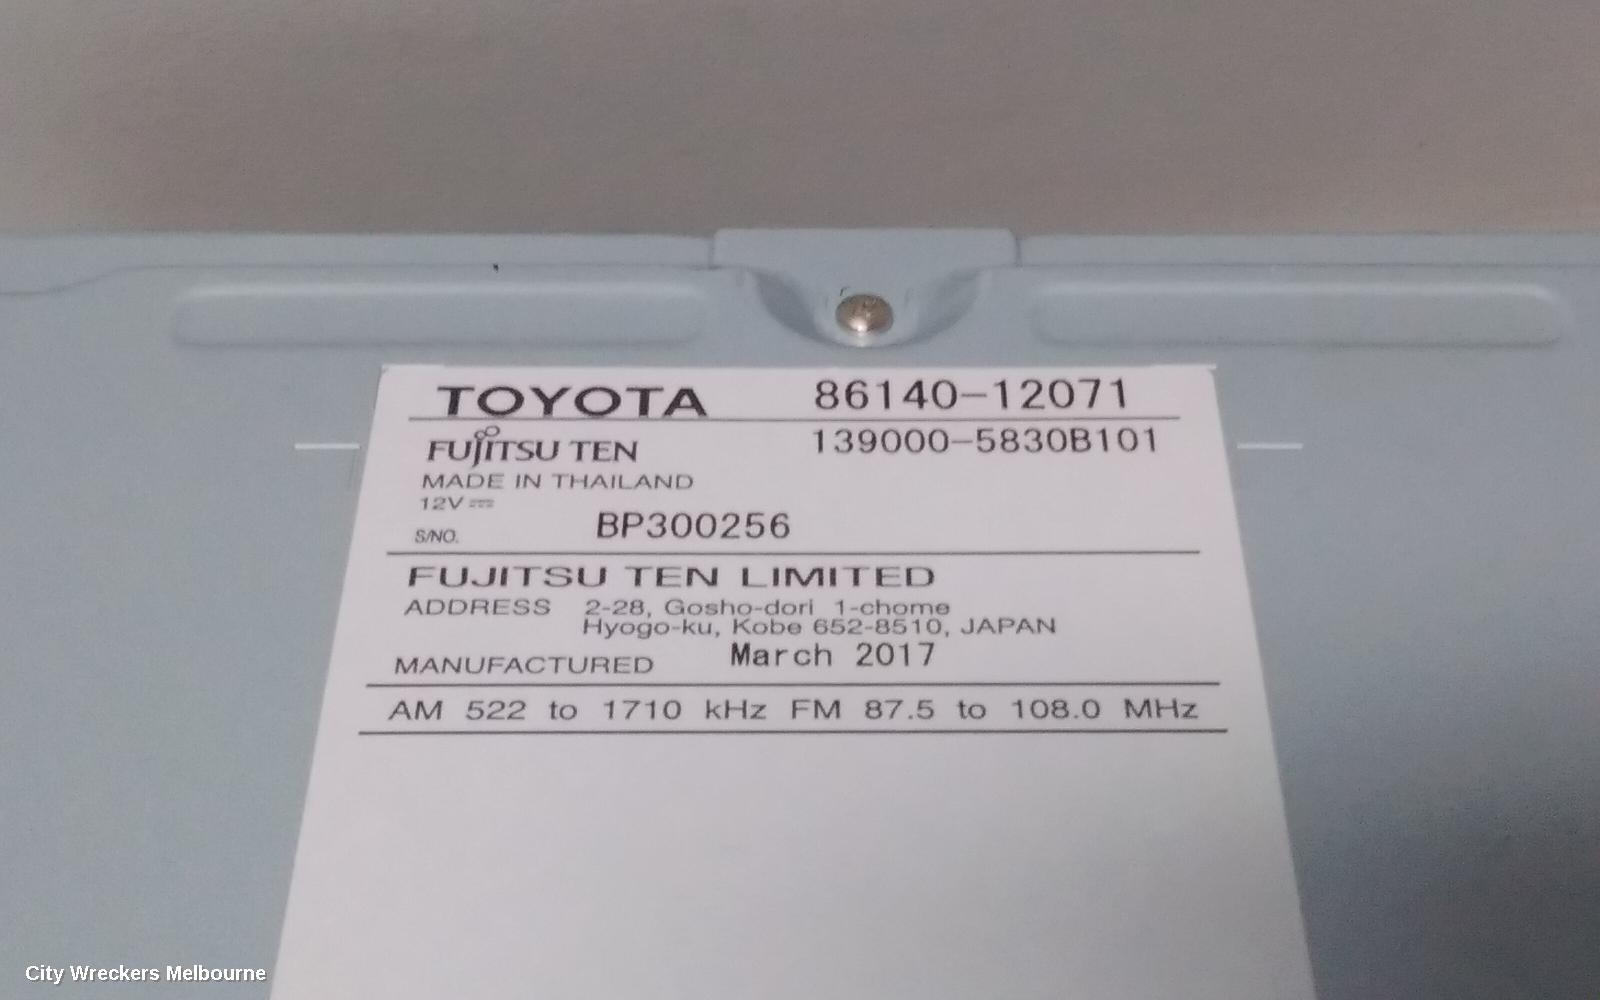 TOYOTA 86140-12071
FUJITSU TEN 139000-5830B101
MADE IN THAILAND
12V
S/NO. BP300256
FUJITSU TEN LIMITED
ADDRESS 2-28, Gosho-dori 1-chome
Hyogo-ku, Kobe 652-8510, JAPAN
MANUFACTURED March 2017
AM 522 to 1710 kHz FM 87.5 to 108.0 MHz
City Wreckers Melbourne